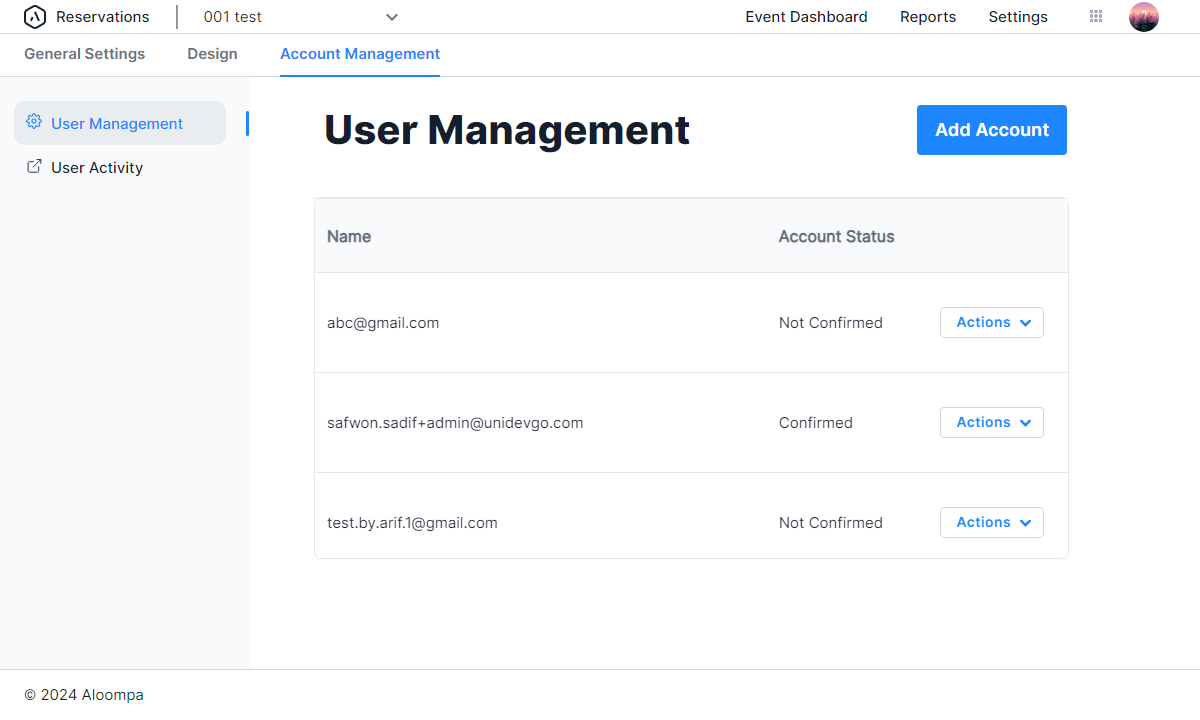 Reservations 001 test Event Dashboard Reports Settings
General Settings Design Account Management
User Management
User Activity
User Management
Add Account
Name Account Status
abc@gmail.com Not Confirmed Actions
safwon.sadif+admin@unidevgo.com Confirmed Actions
test.by.arif.1@gmail.com Not Confirmed Actions
© 2024 Aloompa